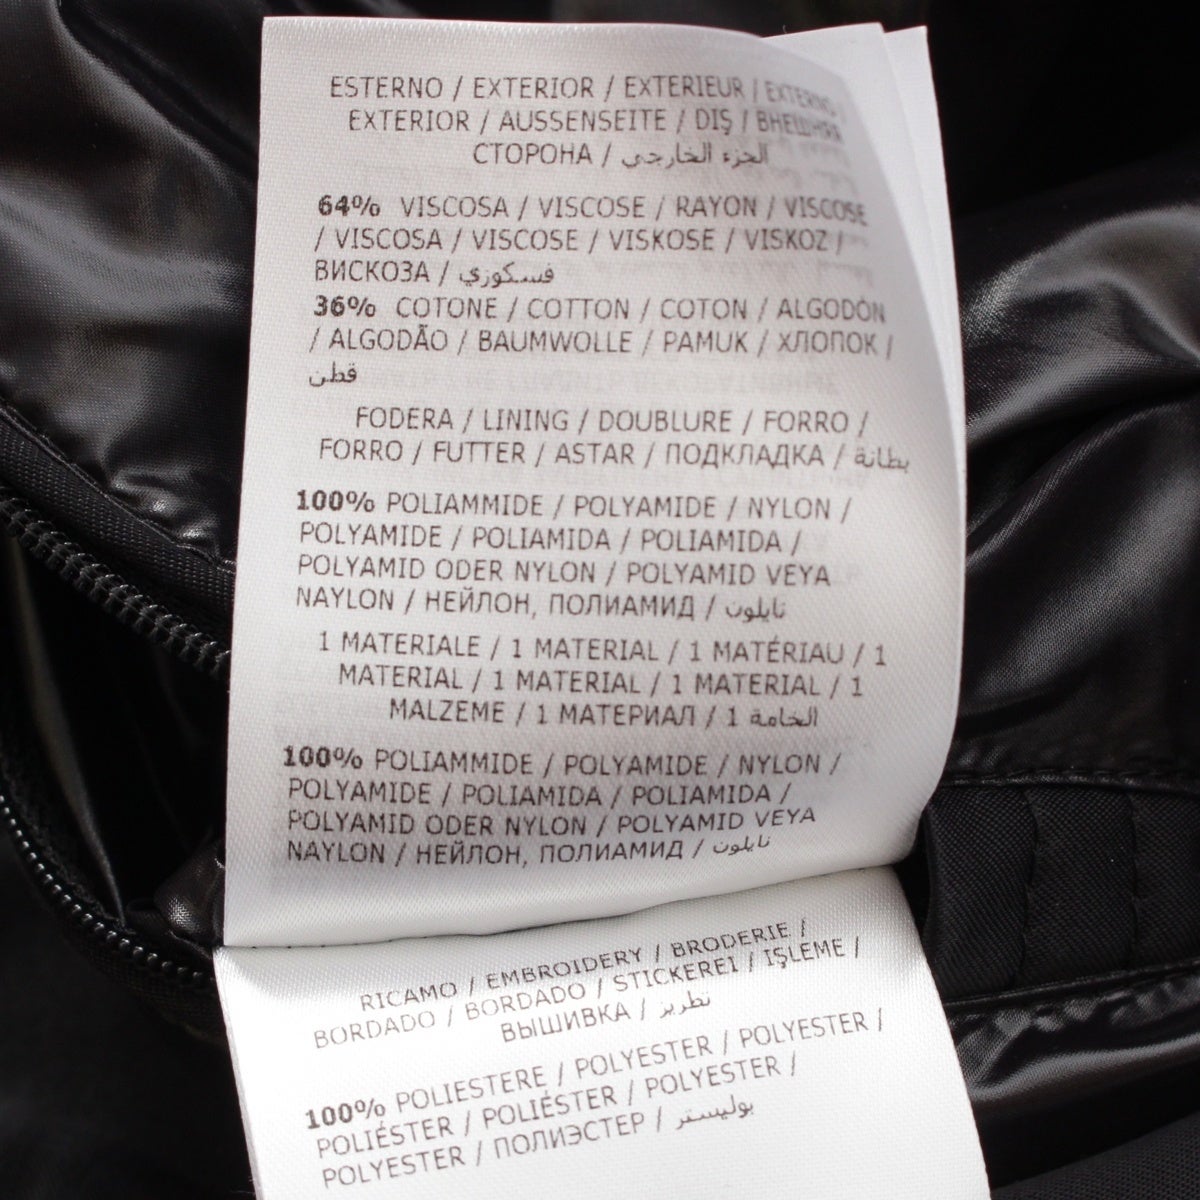 ESTERNO / EXTERIOR / EXTERIEUR / EXTERNO /
EXTERIOR / AUSSENSEITE / DIŞ / ВНЕШНЯЯ
СТОРОНА / الجزء الخارجي
64% VISCOSA / VISCOSE / RAYON / VISCOSE
/ VISCOSA / VISCOSE / VISKOSE / VISKOZ /
ВИСКОЗА / فسكوزي
36% COTONE / COTTON / COTON / ALGODÓN
/ ALGODÃO / BAUMWOLLE / PAMUK / ХЛОПОК /
قطن
FODERA / LINING / DOUBLURE / FORRO /
FORRO / FUTTER / ASTAR / ПОДКЛАДКА / بطانة
100% POLIAMMIDE / POLYAMIDE / NYLON /
POLYAMIDE / POLIAMIDA / POLIAMIDA /
POLYAMID ODER NYLON / POLYAMID VEYA
NAYLON / НЕЙЛОН, ПОЛИАМИД / نايلون
1 MATERIALE / 1 MATERIAL / 1 MATÉRIAU / 1
MATERIAL / 1 MATERIAL / 1 MATERIAL / 1
MALZEME / 1 МАТЕРИАЛ / 1 الخامة
100% POLIAMMIDE / POLYAMIDE / NYLON /
POLYAMIDE / POLIAMIDA / POLIAMIDA /
POLYAMID ODER NYLON / POLYAMID VEYA
NAYLON / НЕЙЛОН, ПОЛИАМИД / نايلون
RICAMO / EMBROIDERY / BRODERIE /
BORDADO / BORDADO / STICKEREI / IŞLEME /
ВЫШИВКА / تطريز
100% POLIESTERE / POLYESTER / POLYESTER /
POLIÉSTER / POLIÉSTER / POLYESTER /
POLYESTER / ПОЛИЭСТЕР / بوليستر